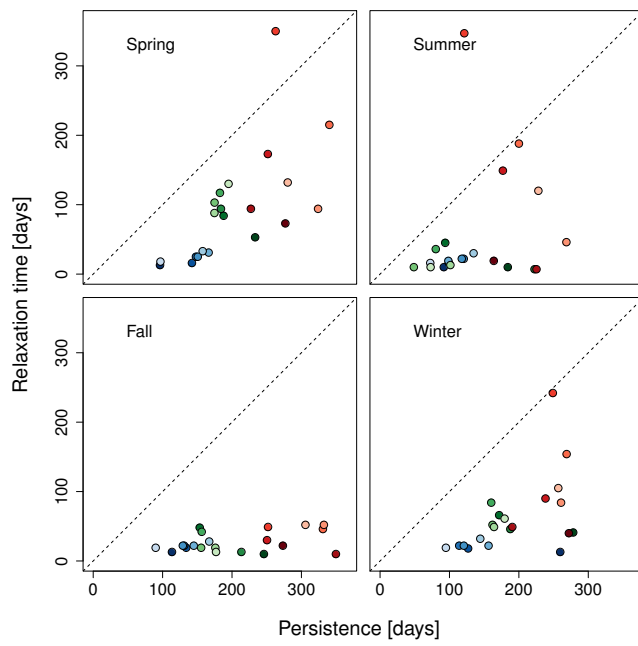 Spring
Summer
300
200
100
0
Relaxation time [days]
Fall
Winter
300
200
100
0
0 100 200 300 0 100 200 300
Persistence [days]